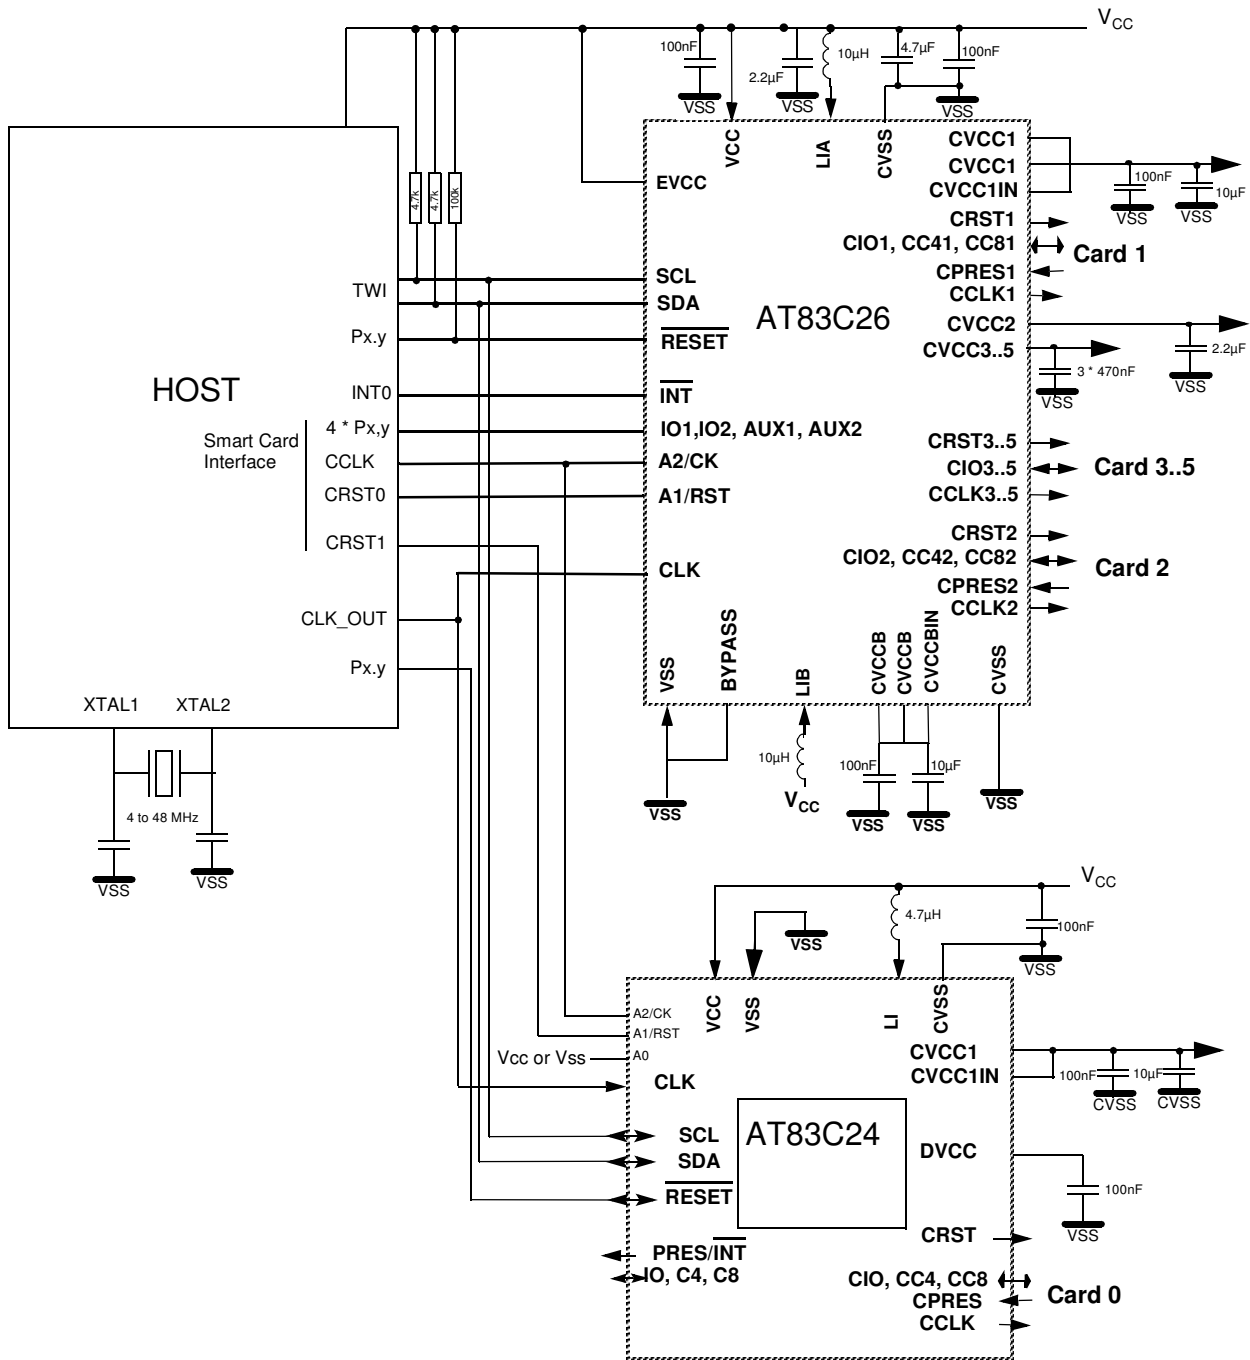 VCC
100nF
2.2µF
10µH
4.7µF
100nF
VSS
VSS
VSS
VCC
LIA
CVSS
CVCC1
CVCC1
CVCC1IN
100nF
10µF
VSS
VSS
EVCC
4.7k
4.7k
100k
CRST1
CIO1, CC41, CC81
Card 1
CPRES1
CCLK1
TWI
SCL
SDA
AT83C26
CVCC2
2.2µF
VSS
Px.y
RESET
CVCC3..5
3 * 470nF
VSS
HOST
INT0
INT
Smart Card
Interface
4 * Px,y
IO1,IO2, AUX1, AUX2
CRST3..5
CCLK
A2/CK
CIO3..5
Card 3..5
CRST0
A1/RST
CCLK3..5
CRST1
CRST2
CIO2, CC42, CC82
Card 2
CLK
CPRES2
CCLK2
CLK_OUT
Px.y
VSS
BYPASS
LIB
CVCCB
CVCCB
CVCCBIN
CVSS
XTAL1
XTAL2
4 to 48 MHz
VSS
VSS
VSS
10µH
VCC
100nF
VSS
10µF
VSS
VSS
VCC
VSS
4.7µH
100nF
VSS
VCC
VSS
LI
CVSS
A2/CK
A1/RST
Vcc or Vss
A0
CLK
CVCC1
CVCC1IN
100nF
10µF
CVSS
CVSS
SCL
SDA
AT83C24
DVCC
100nF
VSS
RESET
CRST
PRES/INT
IO, C4, C8
CIO, CC4, CC8
CPRES
CCLK
Card 0